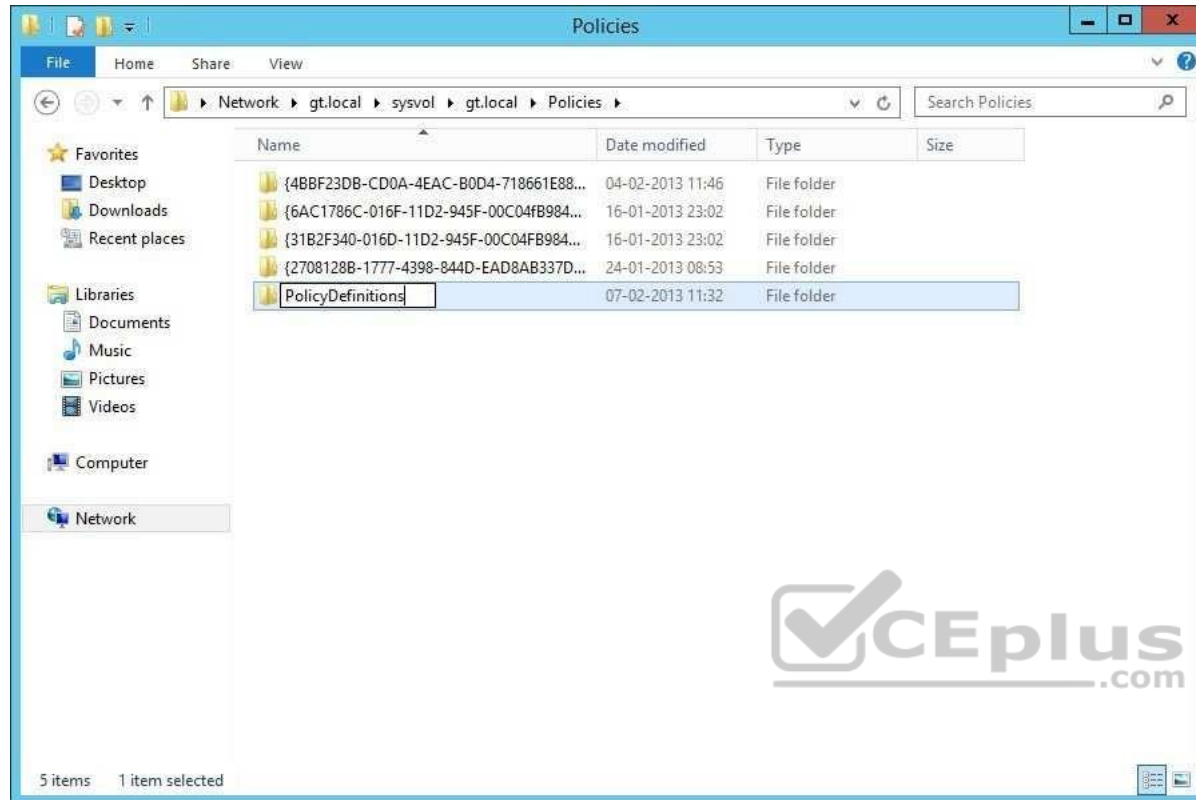 Policies
File Home Share View
Network gt.local sysvol gt.local Policies
Search Policies
Favorites
Desktop
Downloads
Recent places
Libraries
Documents
Music
Pictures
Videos
Computer
Network
Name Date modified Type Size
{4BBF23DB-CD0A-4EAC-B0D4-718661E88... 04-02-2013 11:46 File folder
{6AC1786C-016F-11D2-945F-00C04fB984... 16-01-2013 23:02 File folder
{31B2F340-016D-11D2-945F-00C04FB984... 16-01-2013 23:02 File folder
{2708128B-1777-4398-844D-EAD8AB337D... 24-01-2013 08:53 File folder
PolicyDefinitions 07-02-2013 11:32 File folder
CEplus
.com
5 items 1 item selected